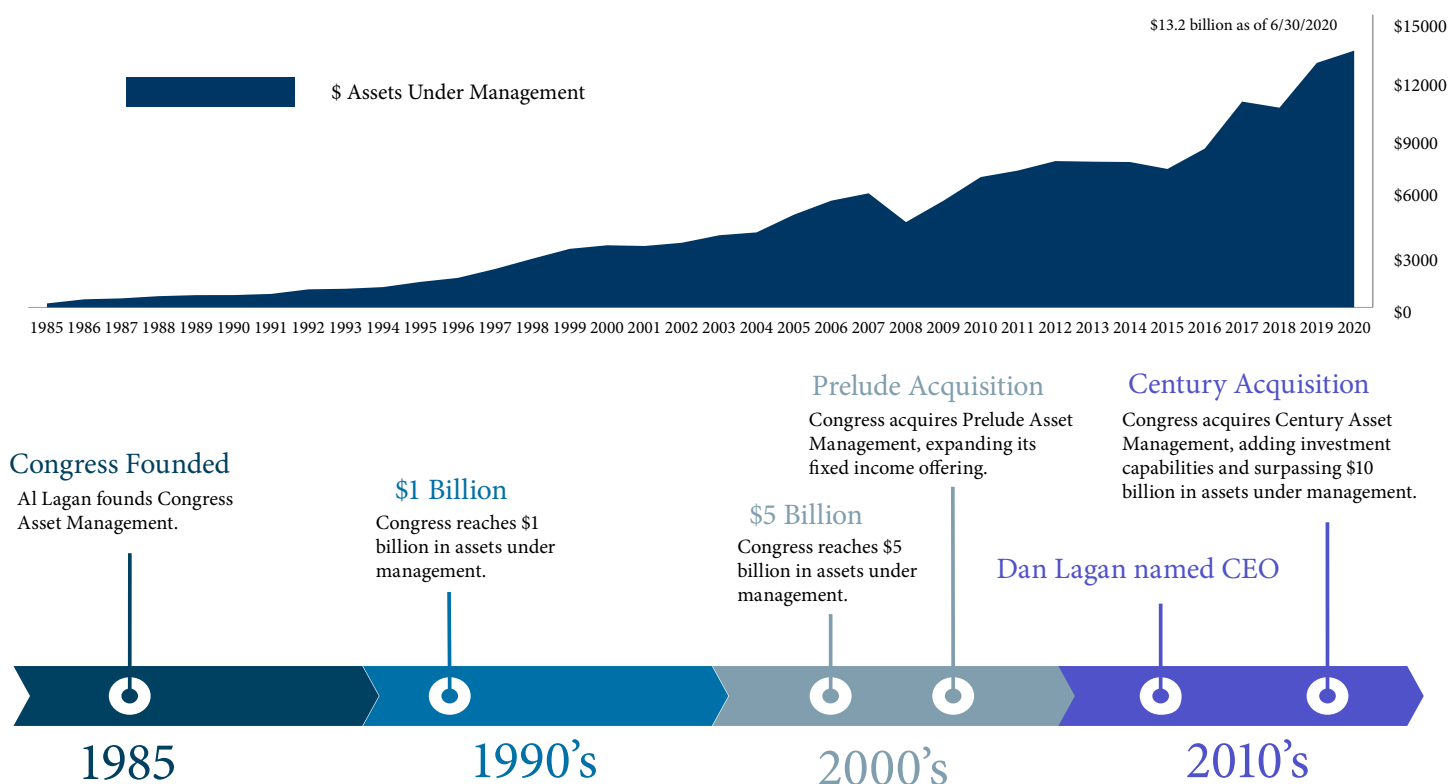 $13.2 billion as of 6/30/2020
$ Assets Under Management
$15000
$12000
$9000
$6000
$3000
$0
1985 1986 1987 1988 1989 1990 1991 1992 1993 1994 1995 1996 1997 1998 1999 2000 2001 2002 2003 2004 2005 2006 2007 2008 2009 2010 2011 2012 2013 2014 2015 2016 2017 2018 2019 2020
Congress Founded
Al Lagan founds Congress
Asset Management.
$1 Billion
Congress reaches $1
billion in assets under
management.
$5 Billion
Congress reaches $5
billion in assets under
management.
Prelude Acquisition
Congress acquires Prelude Asset
Management, expanding its
fixed income offering.
Dan Lagan named CEO
Century Acquisition
Congress acquires Century Asset
Management, adding investment
capabilities and surpassing $10
billion in assets under management.
1985
1990’s
2000’s
2010’s